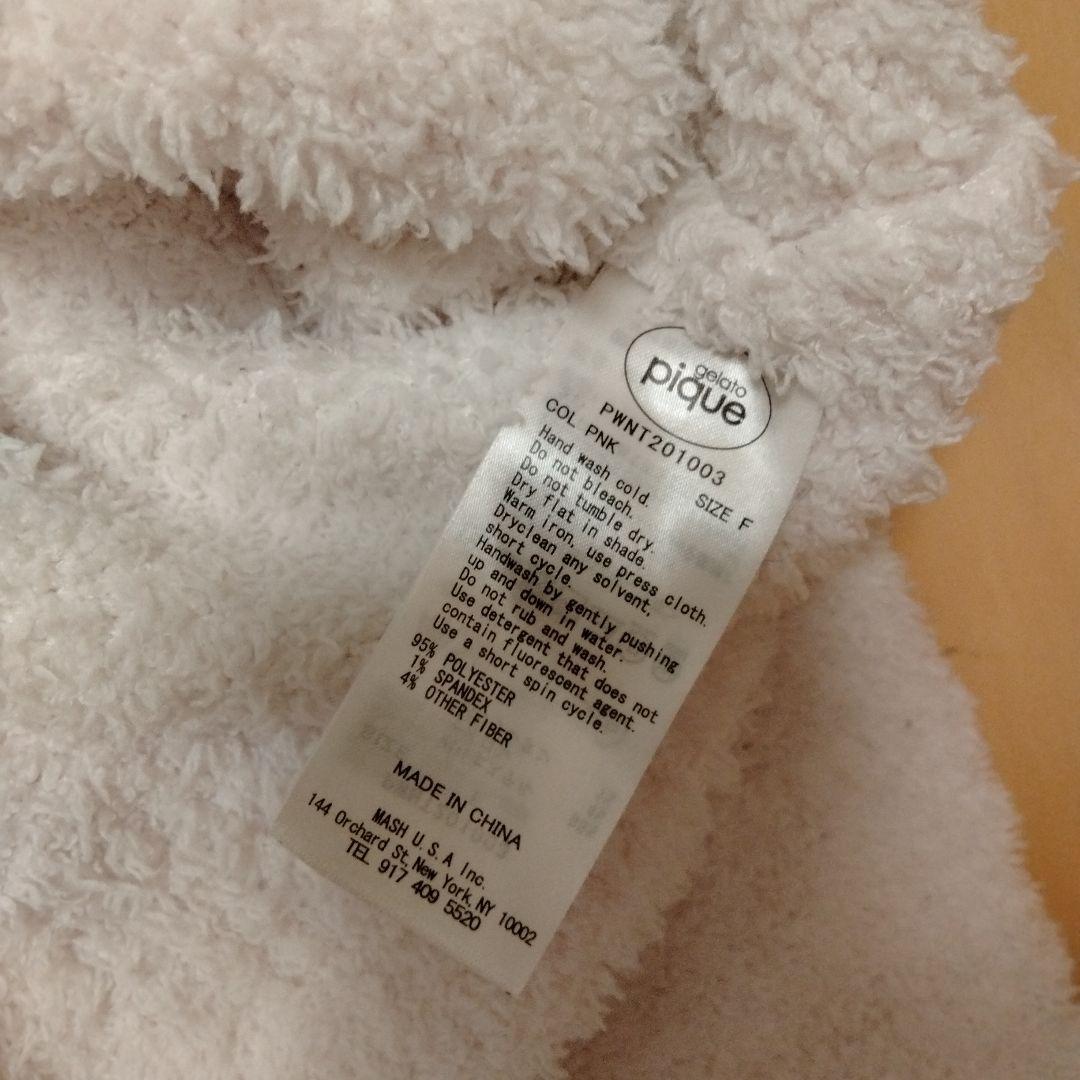 gelato
pique
PWNT201003
COL PNK SIZE F
Hand wash cold.
Do not bleach.
Do not tumble dry.
Dry flat in shade.
Warm iron, use press cloth.
Dryclean any solvent,
short cycle.
Handwash by gently pushing
up and down in water.
Do not rub and wash.
Use detergent that does not
contain fluorescent agent.
Use a short spin cycle.
95% POLYESTER
1% SPANDEX
4% OTHER FIBER
MADE IN CHINA
MASH U.S.A Inc.
144 Orchard St, New York, NY 10002
TEL 917 409 5520